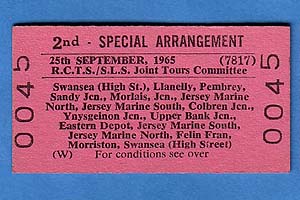 2nd - SPECIAL ARRANGEMENT
25th SEPTEMBER, 1965 (7817)
R.C.T.S./S.L.S. Joint Tours Committee
Swansea (High St.), Llanelly, Pembrey,
Sandy Jcn., Morlais, Jcn., Jersey Marine
North, Jersey Marine South, Colbren Jcn.,
Ynysgeinon Jcn., Upper Bank Jcn.,
Eastern Depot, Jersey Marine South,
Jersey Marine North, Felin Fran,
Morriston, Swansea (High Street)
(W) For conditions see over
0045
0045